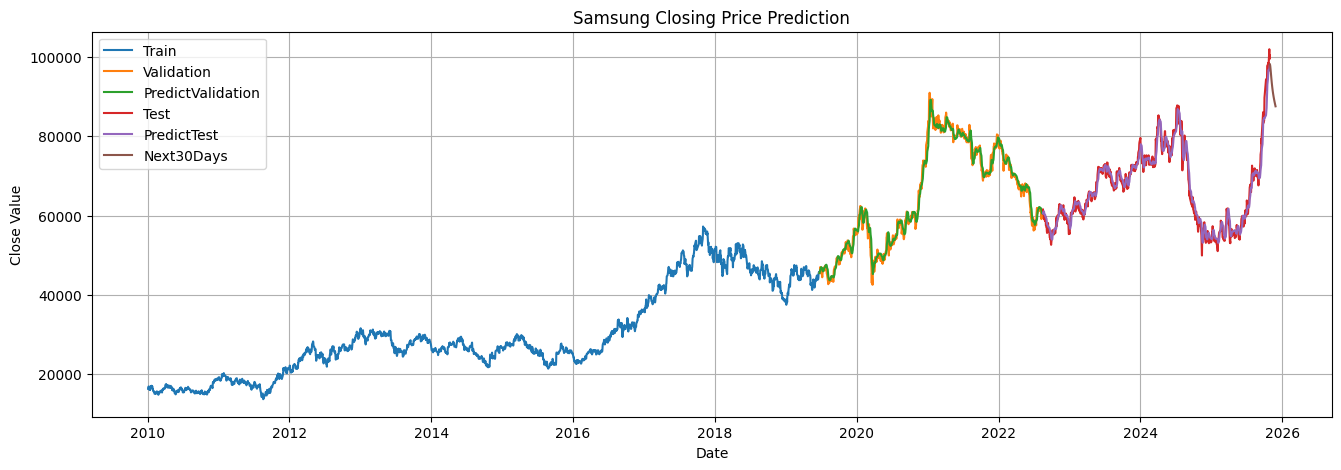 Samsung Closing Price Prediction
Train
Validation
PredictValidation
Test
PredictTest
Next30Days
Close Value
100000
80000
60000
40000
20000
2010 2012 2014 2016 2018 2020 2022 2024 2026
Date